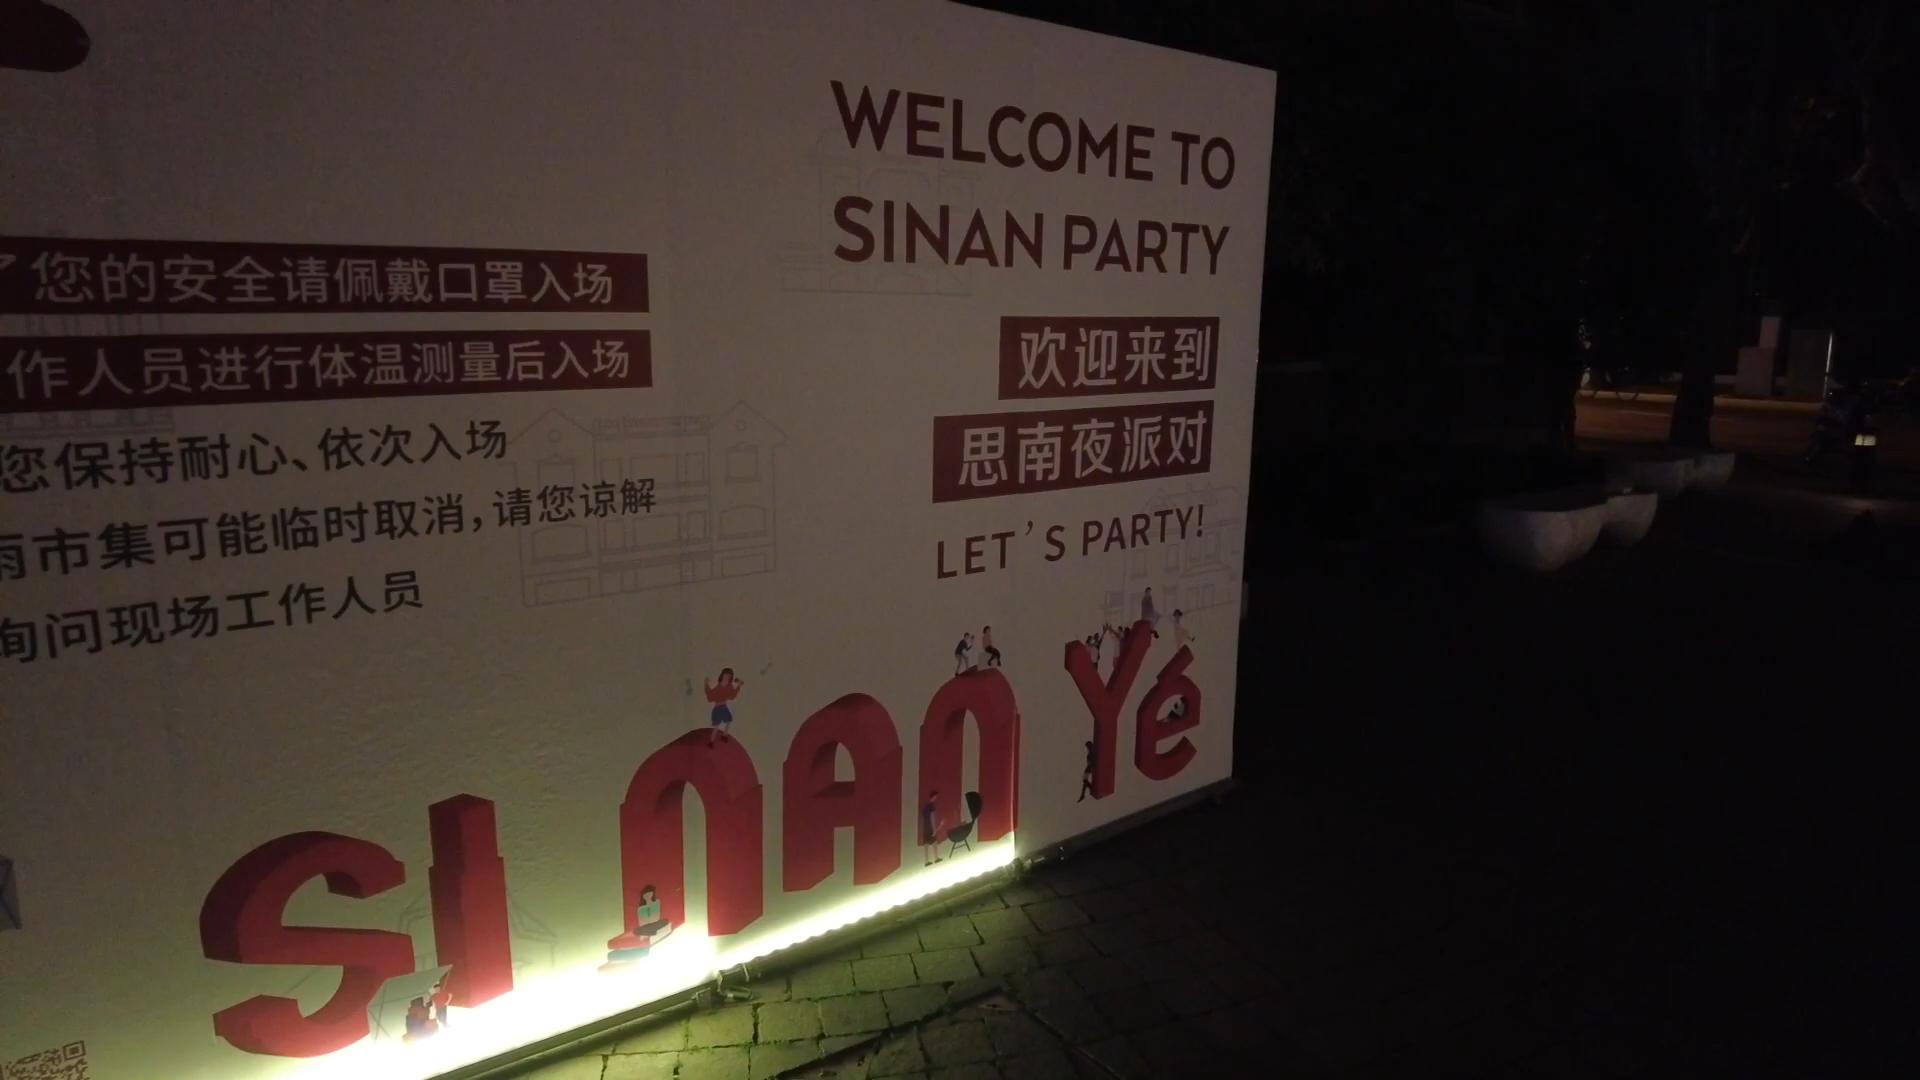 您的安全请佩戴口罩入场
作人员进行体温测量后入场
您保持耐心、依次入场
雨市集可能临时取消,请您谅解
询问现场工作人员
WELCOME TO
SINAN PARTY
欢迎来到
思南夜派对
LET'S PARTY!
SINAN Yé